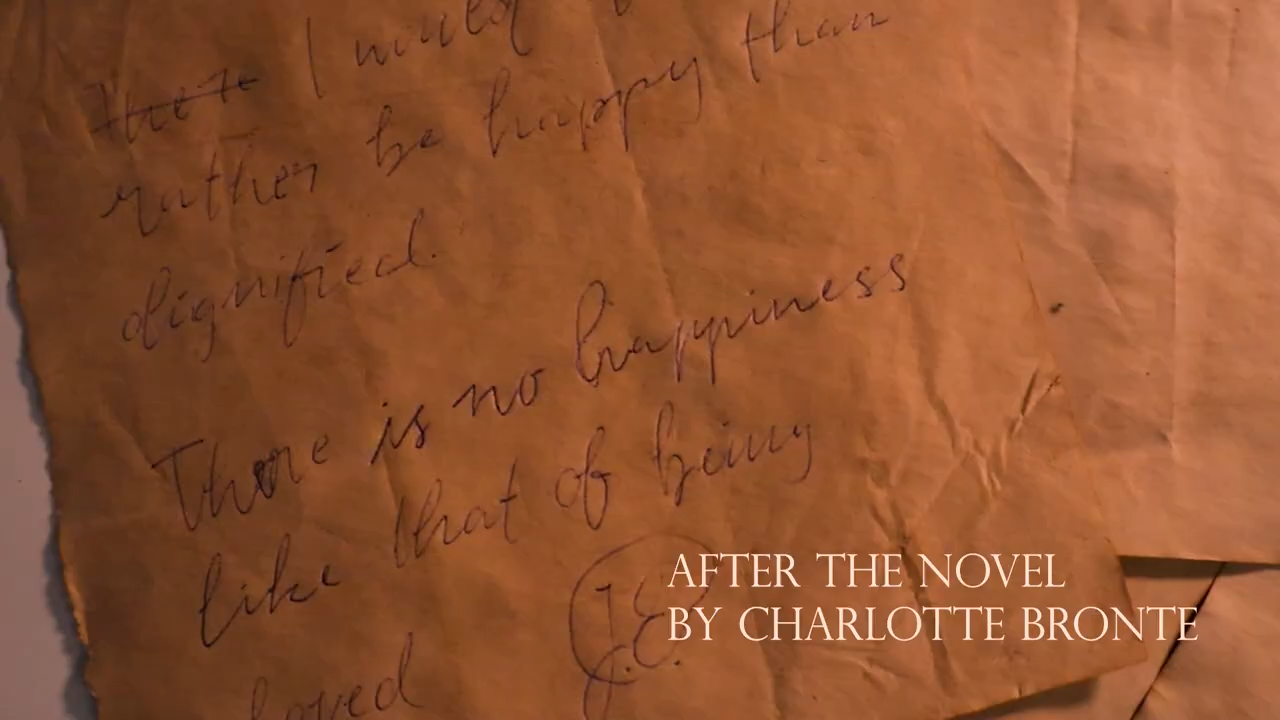 there I would
rather be happy than
dignified.
There is no happiness
like that of being
loved
J.E.
J.E.
AFTER THE NOVEL
BY CHARLOTTE BRONTE